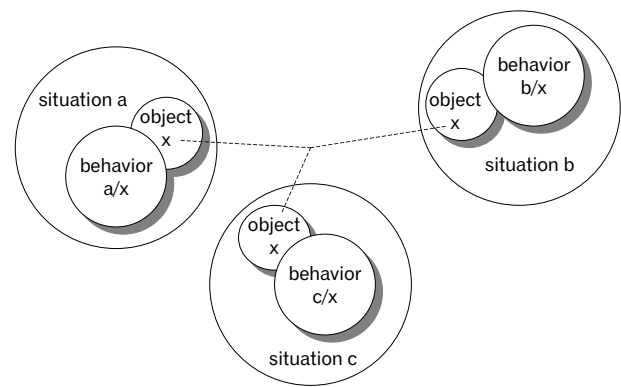 situation a
object
x
behavior
a/x
behavior
b/x
object
x
situation b
object
x
behavior
c/x
situation c